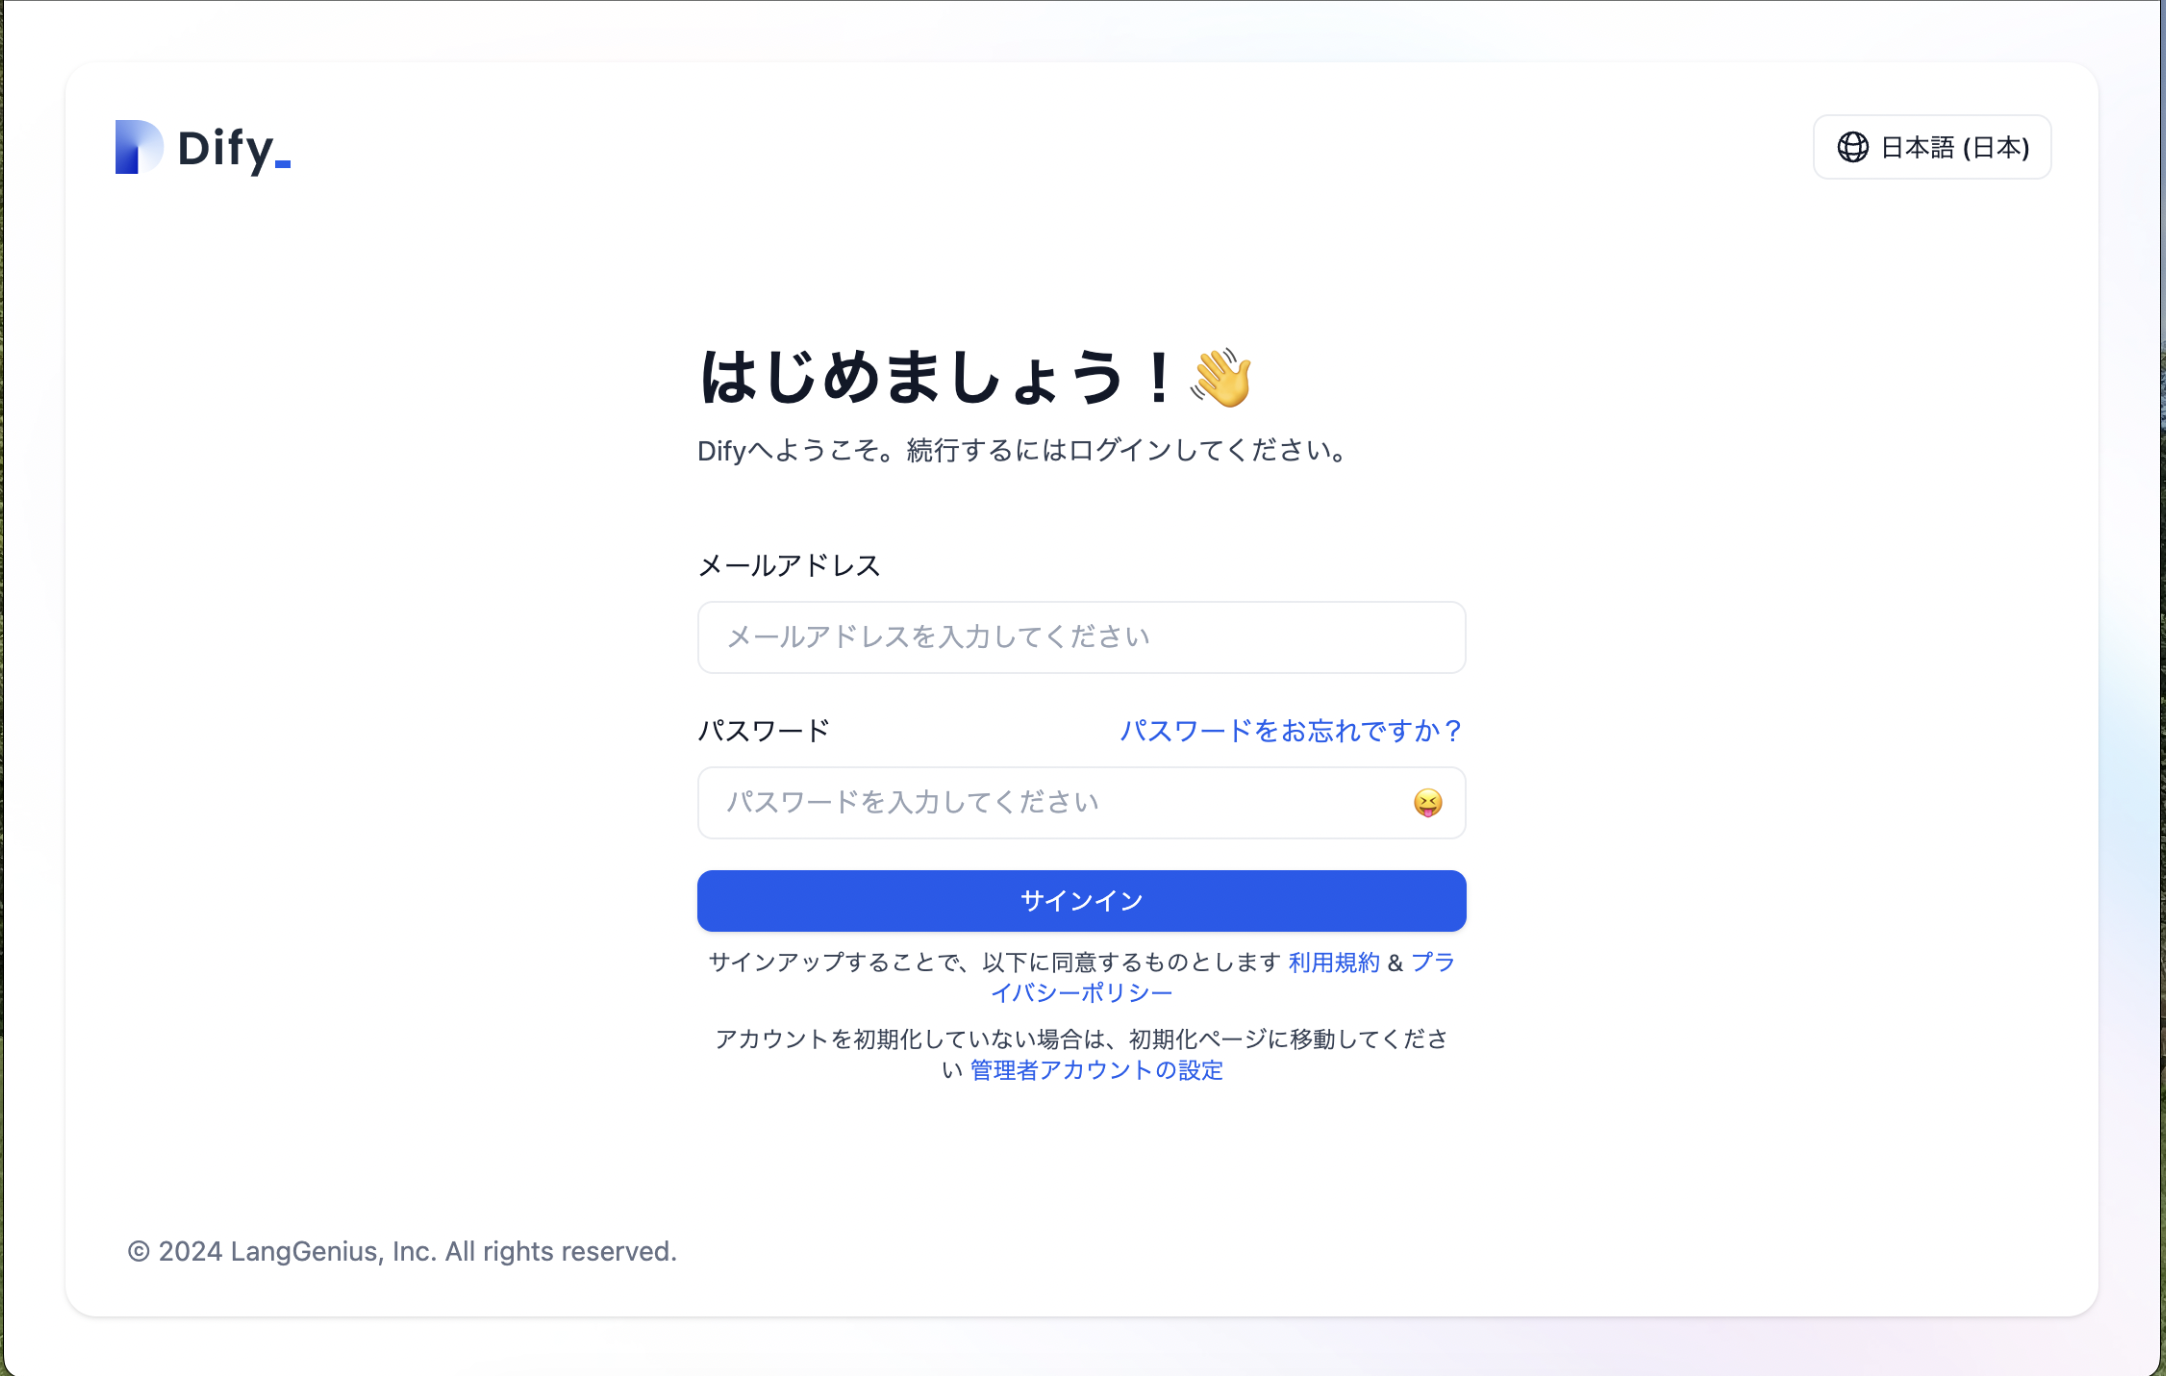 Dify_
日本語 (日本)
はじめましょう！👋
Difyへようこそ。続行するにはログインしてください。
メールアドレス
メールアドレスを入力してください
パスワード
パスワードをお忘れですか？
パスワードを入力してください
サインイン
サインアップすることで、以下に同意するものとします 利用規約 & プラ
イバシーポリシー
アカウントを初期化していない場合は、初期化ページに移動してくださ
い 管理者アカウントの設定
© 2024 LangGenius, Inc. All rights reserved.